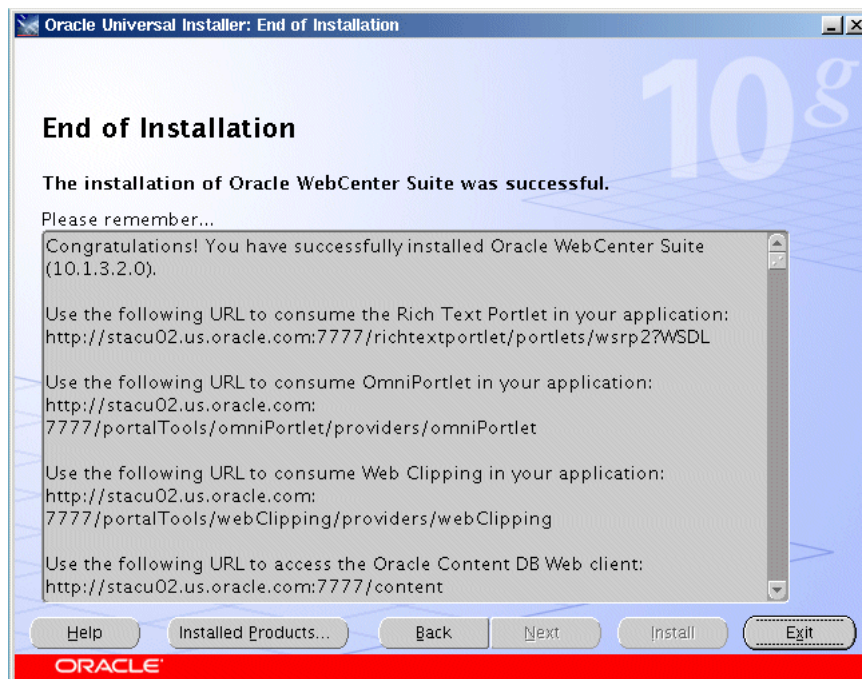 Oracle Universal Installer: End of Installation
10g
End of Installation
The installation of Oracle WebCenter Suite was successful.
Please remember...
Congratulations! You have successfully installed Oracle WebCenter Suite
(10.1.3.2.0).
Use the following URL to consume the Rich Text Portlet in your application:
http://stacu02.us.oracle.com:7777/richtextportlet/portlets/wsrp2?WSDL
Use the following URL to consume OmniPortlet in your application:
http://stacu02.us.oracle.com:
7777/portalTools/omniPortlet/providers/omniPortlet
Use the following URL to consume Web Clipping in your application:
http://stacu02.us.oracle.com:
7777/portalTools/webClipping/providers/webClipping
Use the following URL to access the Oracle Content DB Web client:
http://stacu02.us.oracle.com:7777/content
Help Installed Products... Back Next Install Exit
ORACLE